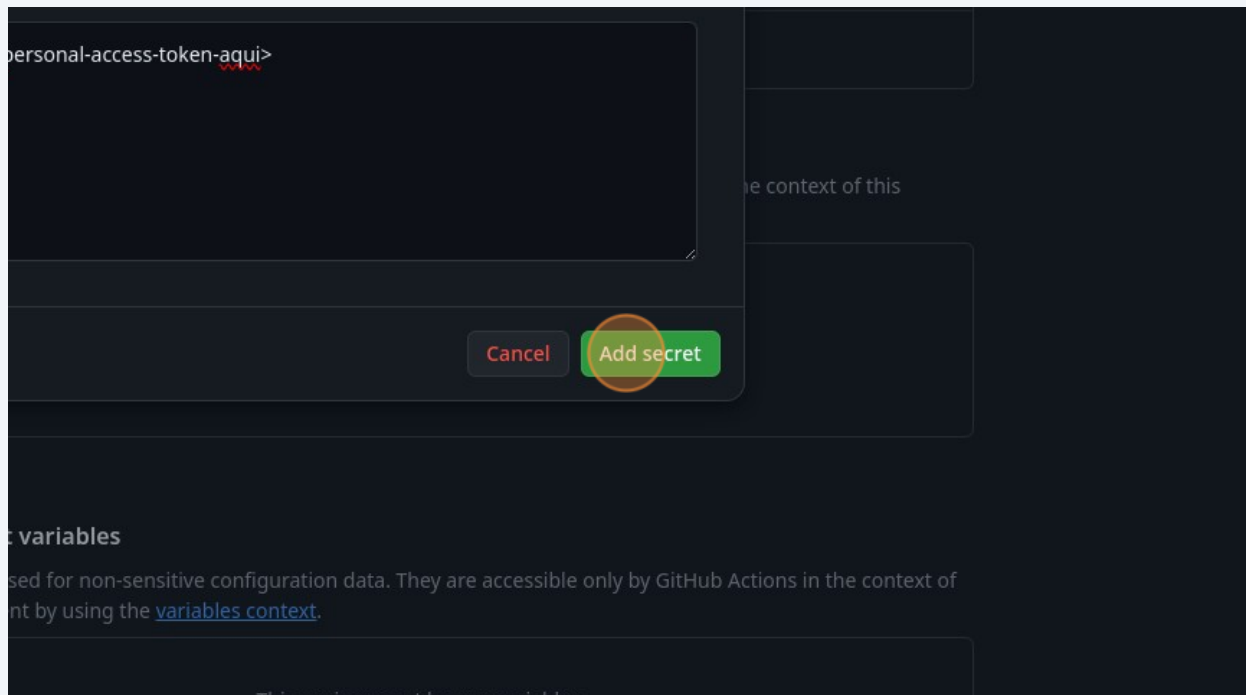 personal-access-token-aqui>
e context of this
Cancel
Add secret
t variables
sed for non-sensitive configuration data. They are accessible only by GitHub Actions in the context of
nt by using the variables context.